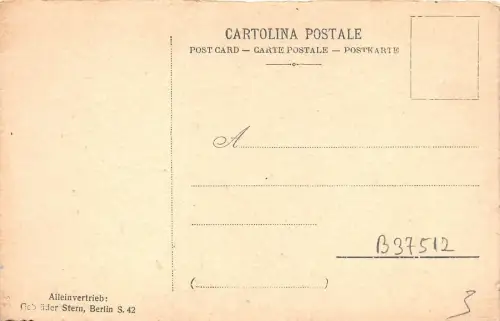 CARTOLINA POSTALE
POST CARD — CARTE POSTALE — POSTKARTE
A
B37512
(
)
Alleinvertrieb:
Gebrüder Stern, Berlin S. 42
3